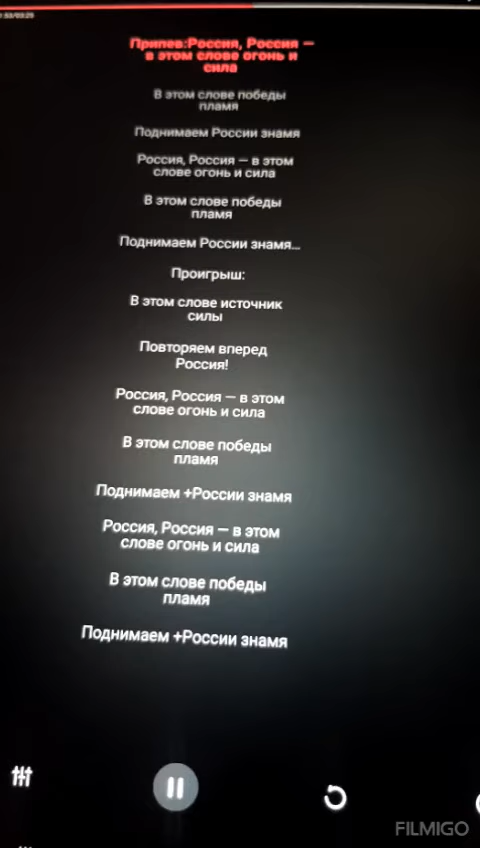 Припев:Россия, Россия —
в этом слове огонь и
сила
В этом слове победы
пламя
Поднимаем России знамя
Россия, Россия — в этом
слове огонь и сила
В этом слове победы
пламя
Поднимаем России знамя...
Проигрыш:
В этом слове источник
силы
Повторяем вперед
Россия!
Россия, Россия — в этом
слове огонь и сила
В этом слове победы
пламя
Поднимаем +России знамя
Россия, Россия — в этом
слове огонь и сила
В этом слове победы
пламя
Поднимаем +России знамя
FILMIGO